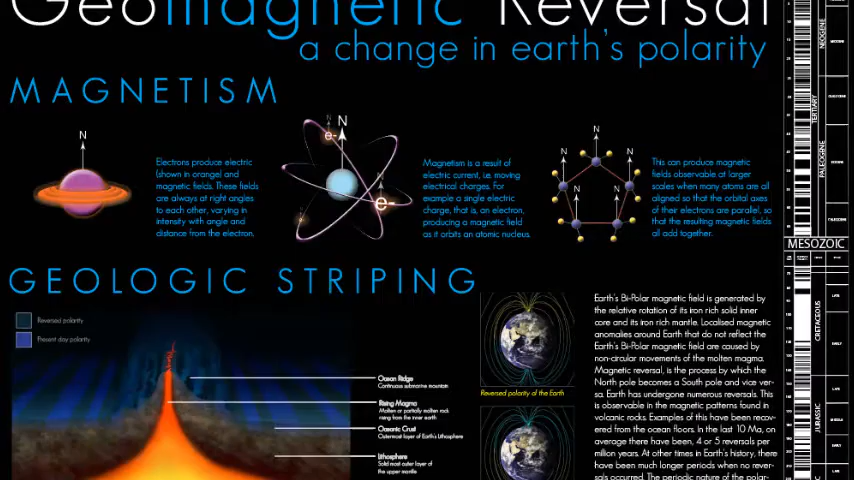 Geomagnetic Reversal
a change in earth's polarity
MAGNETISM
N
Electrons produce electric
(shown in orange) and
magnetic fields. These fields
are always at right angles
to each other, varying in
intensity with angle and
distance from the electron.
N
N
e-
e-
Magnetism is a result of
electric current, i.e moving
electrical charges. For
example a single electric
charge, that is, an electron,
producing a magnetic field
as it orbits an atomic nucleus.
N
N
N
N
N
This can produce magnetic
fields observable at larger
scales when many atoms are all
aligned so that the orbital axes
of their electrons are parallel, so
that the resulting magnetic fields
all add together.
GEOLOGIC STRIPING
Reversed polarity
Present day polarity
Ocean Ridge
Continuous submarine mountain
Rising Magma
Molten or partially molten rock
rising from the inner earth
Oceanic Crust
Outermost layer of Earth's Lithosphere
Lithosphere
Solid most outer layer of
the upper mantle
Reversed polarity of the Earth
Earth's Bi-Polar magnetic field is generated by
the relative rotation of its iron rich solid inner
core and its iron rich mantle. Localised magnetic
anomalies around Earth that do not reflect the
Earth's Bi-Polar magnetic field are caused by
non-circular movements of the molten magma.
Magnetic reversal, is the process by which the
North pole becomes a South pole and vice ver-
sa. Earth has undergone numerous reversals. This
is observable in the magnetic patterns found in
volcanic rocks. Examples of this have been recov-
ered from the ocean floors. In the last 10 Ma, on
average there have been, 4 or 5 reversals per
million years. At other times in Earth's history, there
have been much longer periods when no rever-
sals occurred. The periodic nature of the polar-
NEOGENE
TERTIARY
PALEOGENE
MESOZOIC
CRETACEOUS
LATE
EARLY
JURASSIC
LATE
EARLY